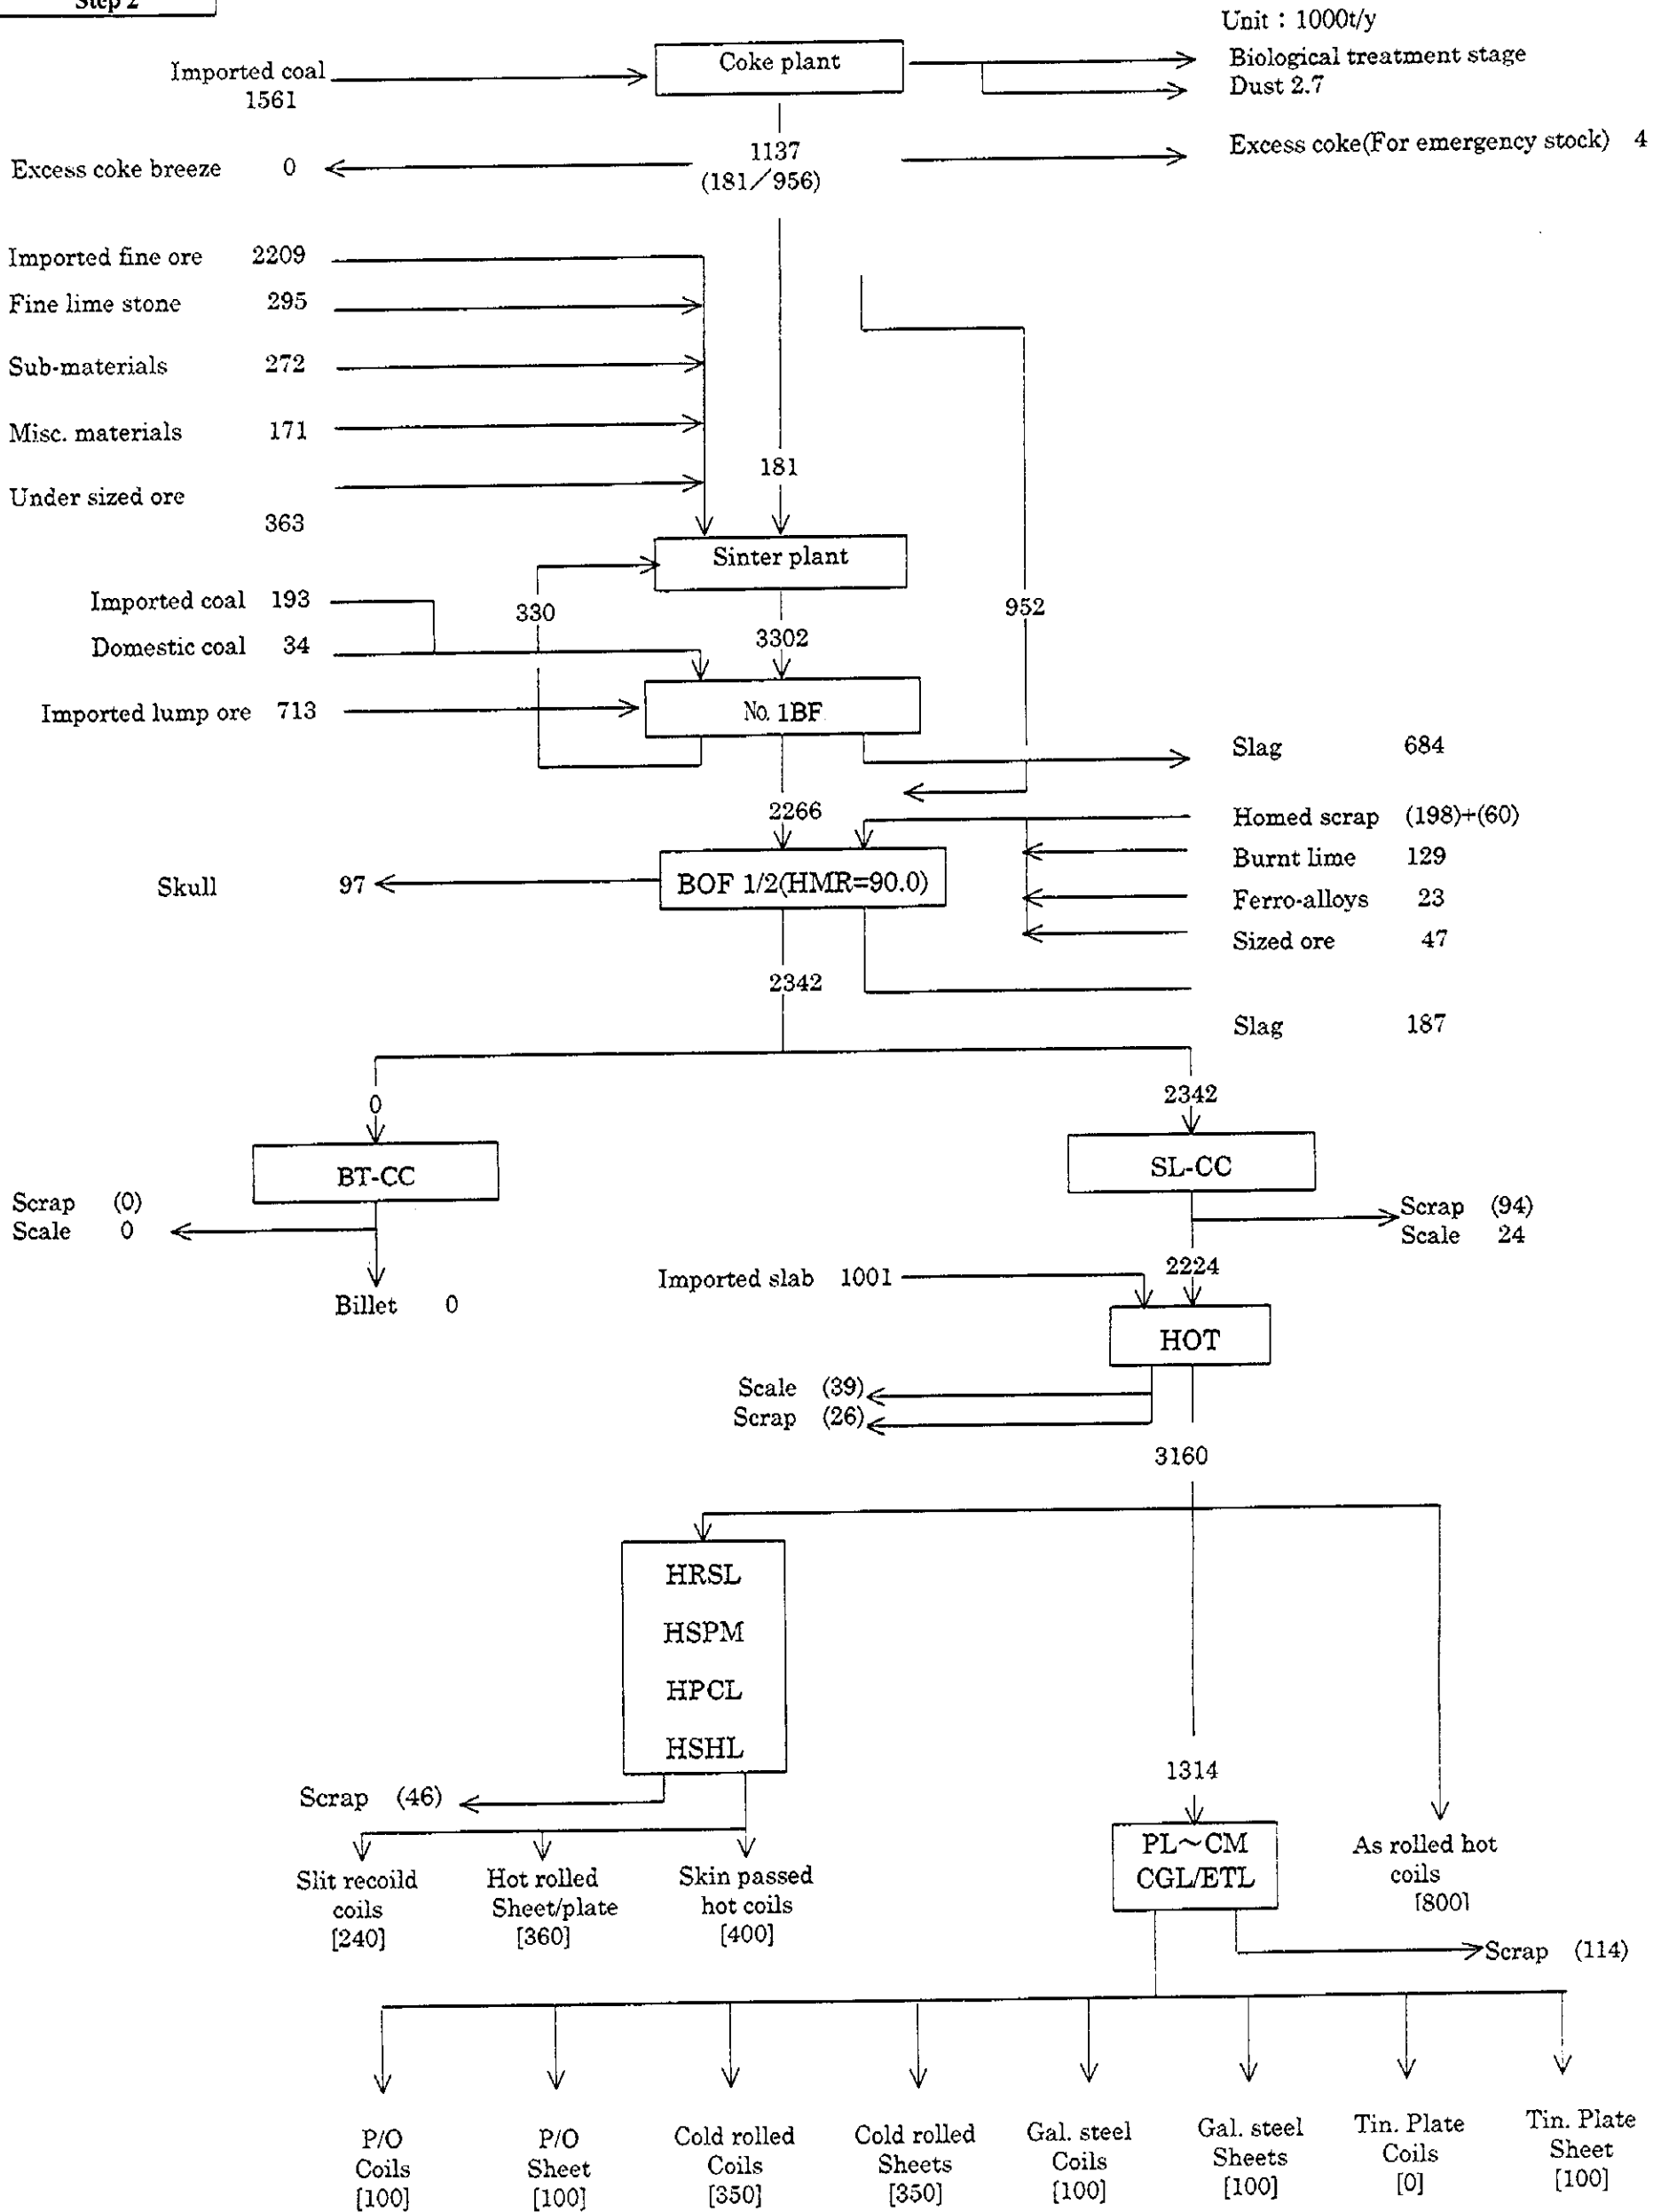 Step 2
Unit : 1000t/y
Coke plant
Imported coal
1561
Biological treatment stage
Dust 2.7
Excess coke breeze 0
1137
(181/956)
Excess coke(For emergency stock) 4
Imported fine ore 2209
Fine lime stone 295
Sub-materials 272
Misc. materials 171
Under sized ore
363
181
Sinter plant
Imported coal 193
330
952
Domestic coal 34
3302
Imported lump ore 713
No. 1BF
Slag 684
2266
Homed scrap (198)+(60)
Burnt lime 129
Ferro-alloys 23
Sized ore 47
Skull 97
BOF 1/2(HMR=90.0)
2342
Slag 187
0
2342
BT-CC
SL-CC
Scrap (0)
Scale 0
Scrap (94)
Scale 24
Billet 0
Imported slab 1001
2224
HOT
Scale (39)
Scrap (26)
3160
HRSL
HSPM
HPCL
HSHL
1314
Scrap (46)
PL~CM
CGL/ETL
As rolled hot
coils
[800]
Slit recoild
coils
[240]
Hot rolled
Sheet/plate
[360]
Skin passed
hot coils
[400]
Scrap (114)
P/O
Coils
[100]
P/O
Sheet
[100]
Cold rolled
Coils
[350]
Cold rolled
Sheets
[350]
Gal. steel
Coils
[100]
Gal. steel
Sheets
[100]
Tin. Plate
Coils
[0]
Tin. Plate
Sheet
[100]